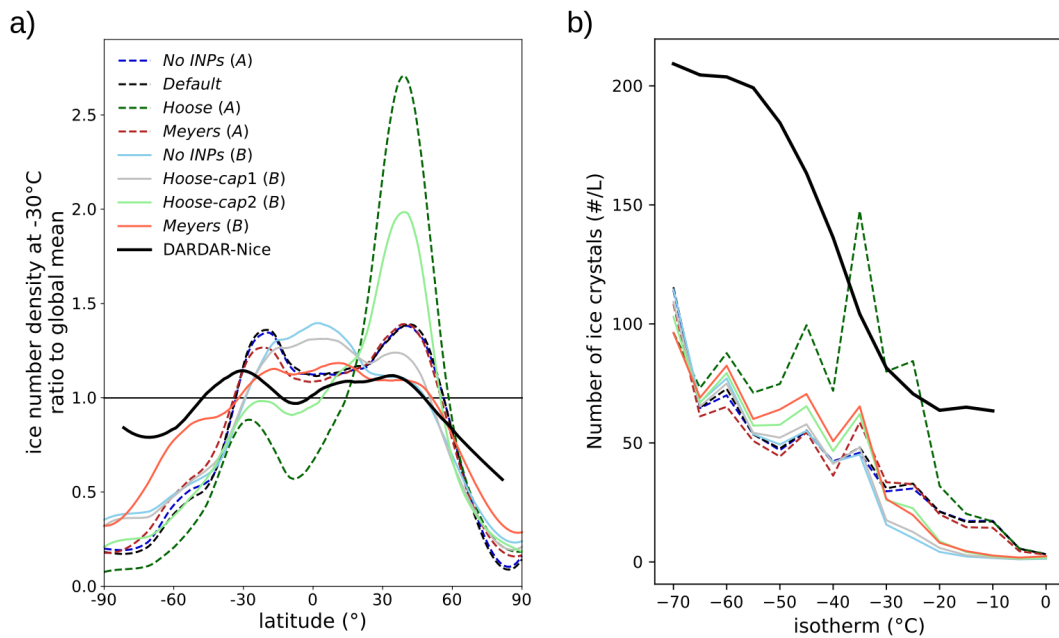 a)
ice number density at -30°C
ratio to global mean
2.5
2.0
1.5
1.0
0.5
0.0
No INPs (A)
Default
Hoose (A)
Meyers (A)
No INPs (B)
Hoose-cap1 (B)
Hoose-cap2 (B)
Meyers (B)
DARDAR-Nice
-90 -60 -30 0 30 60 90
latitude (°)
b)
Number of ice crystals (#/L)
200
150
100
50
0
−70 −60 −50 −40 −30 −20 −10 0
isotherm (°C)